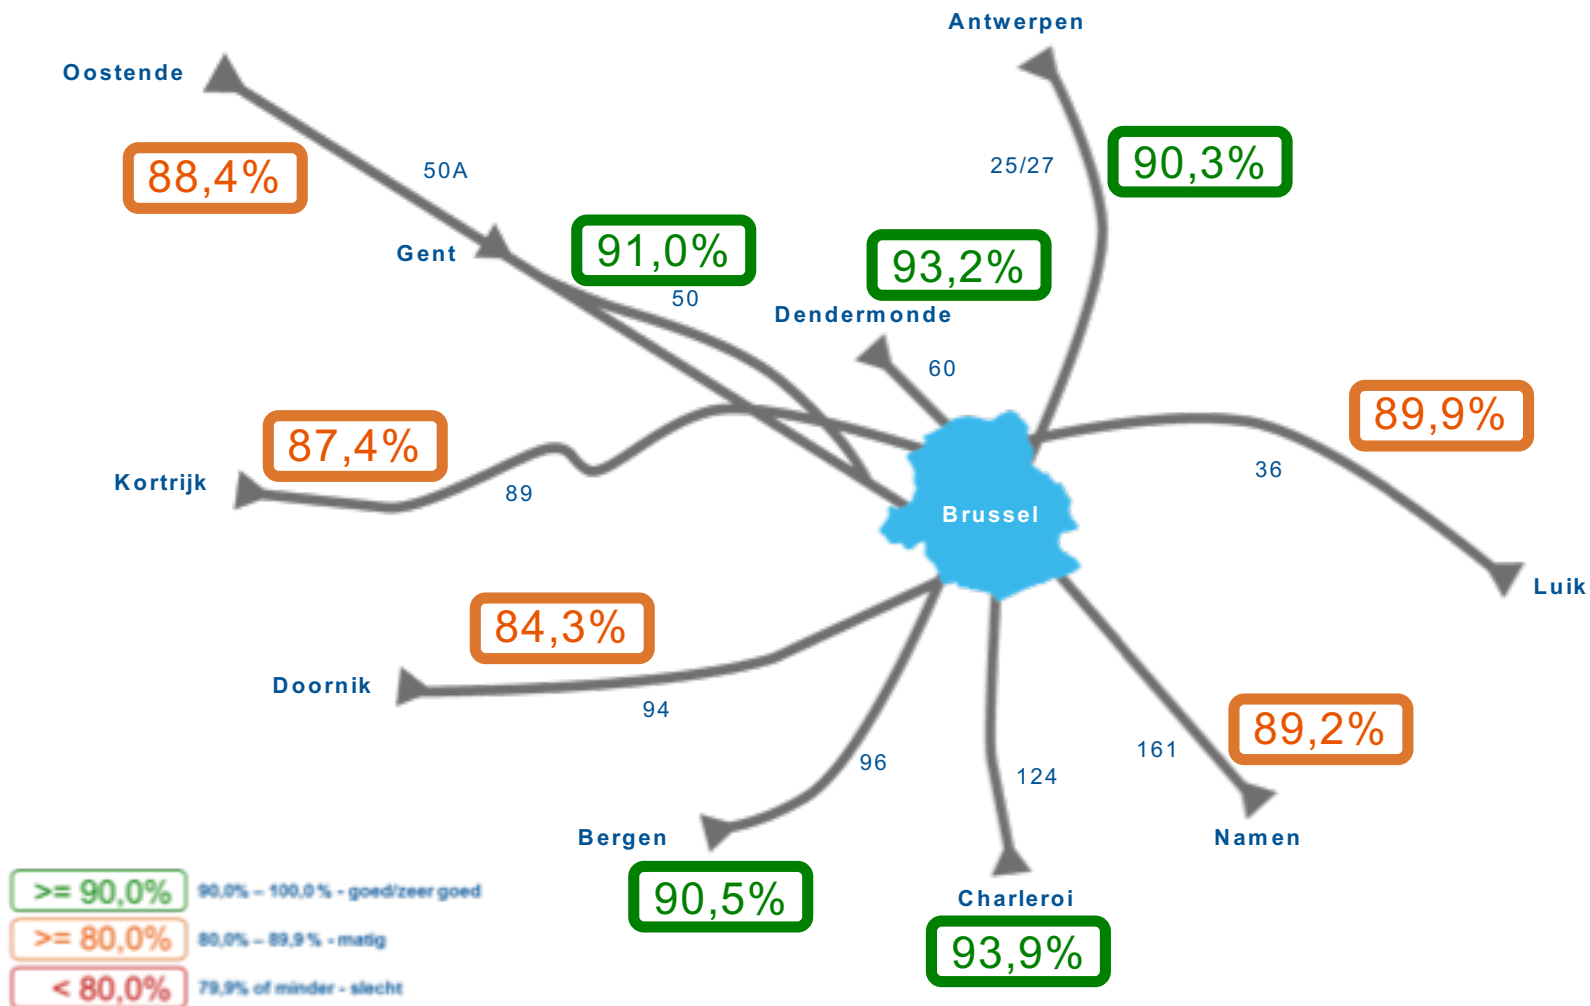 Antwerpen
Oostende
88,4%
50A
25/27
90,3%
Gent
91,0%
93,2%
50
Dendermonde
60
87,4%
89,9%
Kortrijk
89
36
Brussel
Luik
84,3%
Doornik
94
89,2%
96
124
161
Bergen
Namen
90,5%
Charleroi
93,9%
>= 90,0% 90,0% – 100,0 % - goed/zeer goed
>= 80,0% 80,0% – 89,9 % - matig
< 80,0% 79,9% of minder - slecht